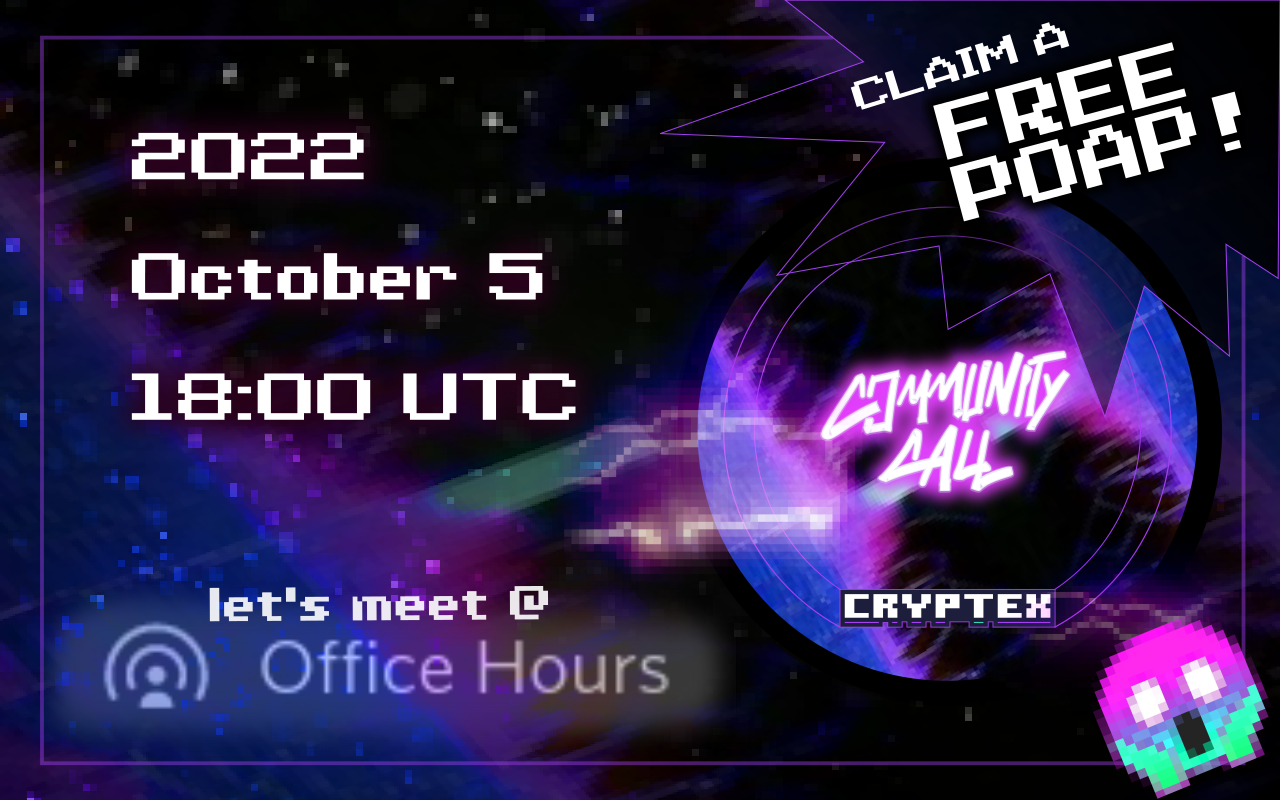 CLAIM A
FREE
POAP!
2022
October 5
18:00 UTC
COMMUNITY
CALL
CRYPTEX
let's meet @
Office Hours